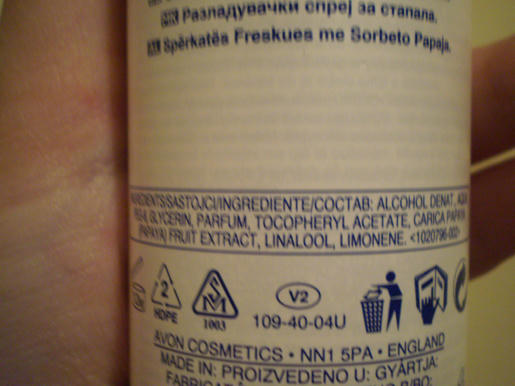 MK Разладувачки спреј за стапала.
AL Spërkatës Freskues me Sorbeto Papaja.
INGREDIENTS/SASTOJCI/INGREDIENTE/СОСТАВ: ALCOHOL DENAT, AQUA
GLYCERIN, PARFUM, TOCOPHERYL ACETATE, CARICA PAPAYA
(PAPAYA) FRUIT EXTRACT, LINALOOL, LIMONENE. <1020796-002>
2
HDPE
1003
V2
109-40-04U
AVON COSMETICS • NN1 5PA • ENGLAND
MADE IN: PROIZVEDENO U: GYÁRTJA: